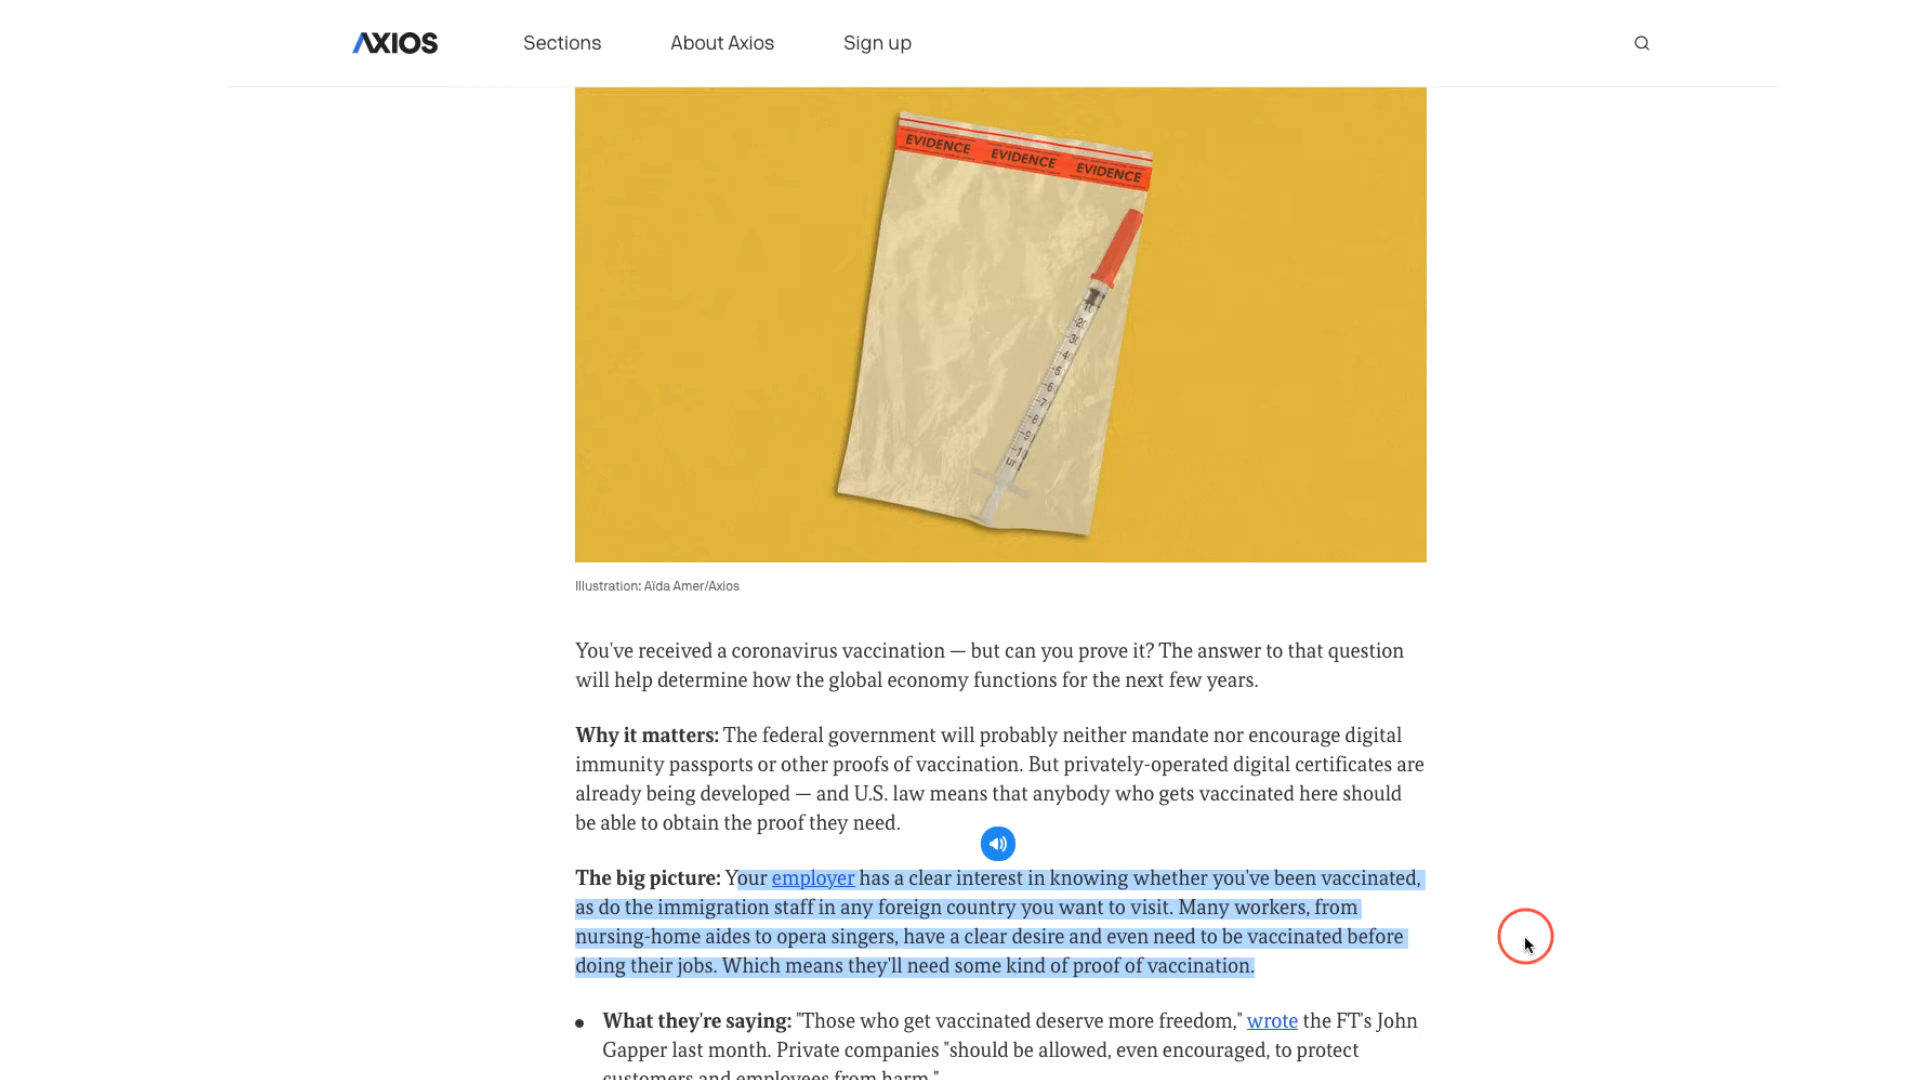 AXIOS
Sections
About Axios
Sign up
EVIDENCE EVIDENCE EVIDENCE
Illustration: Aïda Amer/Axios
You've received a coronavirus vaccination — but can you prove it? The answer to that question
will help determine how the global economy functions for the next few years.
Why it matters: The federal government will probably neither mandate nor encourage digital
immunity passports or other proofs of vaccination. But privately-operated digital certificates are
already being developed — and U.S. law means that anybody who gets vaccinated here should
be able to obtain the proof they need.
The big picture: Your employer has a clear interest in knowing whether you've been vaccinated,
as do the immigration staff in any foreign country you want to visit. Many workers, from
nursing-home aides to opera singers, have a clear desire and even need to be vaccinated before
doing their jobs. Which means they'll need some kind of proof of vaccination.
• What they're saying: "Those who get vaccinated deserve more freedom," wrote the FT's John
Gapper last month. Private companies "should be allowed, even encouraged, to protect
customers and employees from harm."